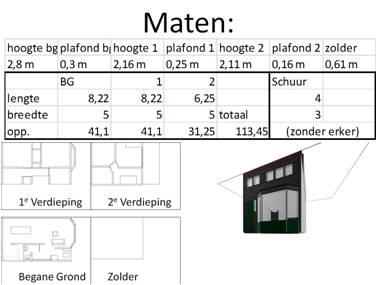 Maten:
hoogte bg plafond bg hoogte 1 plafond 1 hoogte 2 plafond 2 zolder
2,8 m 0,3 m 2,16 m 0,25 m 2,11 m 0,16 m 0,61 m
BG 1 2 Schuur
lengte 8,22 8,22 6,25 4
breedte 5 5 5 totaal 3
opp. 41,1 41,1 31,25 113,45 (zonder erker)
1e Verdieping 2e Verdieping
Begane Grond Zolder